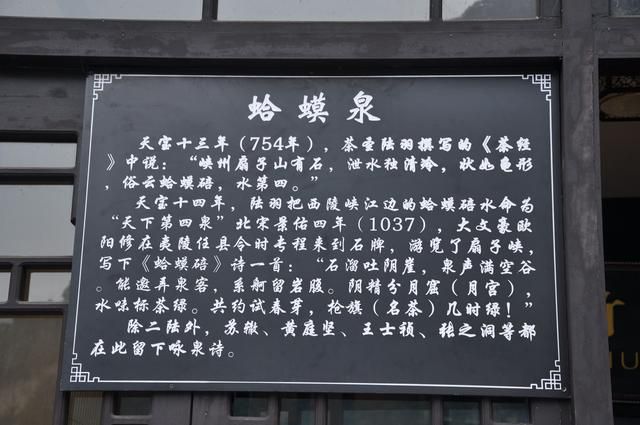 蛤蟆泉
天宝十三年（754年），茶圣陆羽撰写的《茶经
》中说：“峡州扇子山有石，泄水独清泠，状如龟形
，俗云蛤蟆碚，水第四。”
天宝十四年，陆羽把西陵峡江边的蛤蟆碚水命为
“天下第四泉”北宋景佑四年（1037），大文豪欧
阳修在夷陵任县令时专程来到石牌，游览了扇子峡，
写下《蛤蟆碚》诗一首：“石溜吐阴崖，泉声满空谷
。能邀弄泉客，系舸留岩腹。阴精分月窟（月宫），
水味标茶绿。共约试春芽，枪旗（名茶）几时绿！”
除二陆外，苏辙、黄庭坚、王士祯、张之洞等都
在此留下咏泉诗。